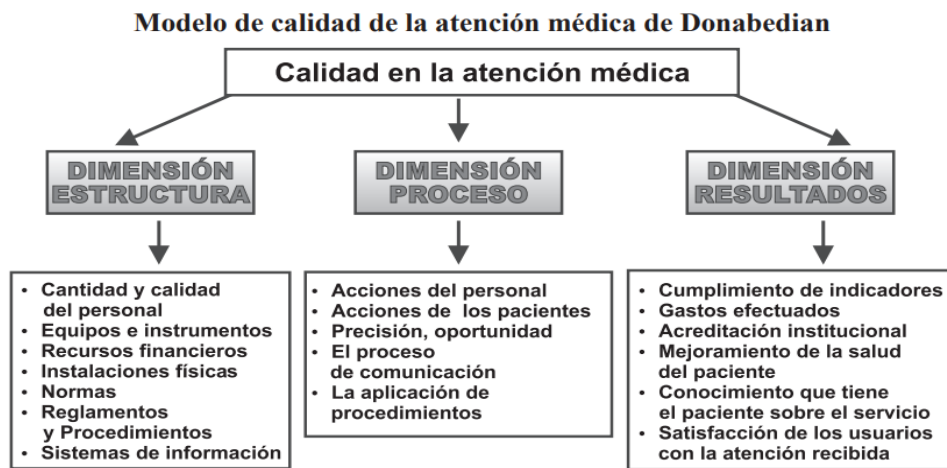 Modelo de calidad de la atención médica de Donabedian
Calidad en la atención médica
DIMENSIÓN
ESTRUCTURA
DIMENSIÓN
PROCESO
DIMENSIÓN
RESULTADOS
• Cantidad y calidad
del personal
• Equipos e instrumentos
• Recursos financieros
• Instalaciones físicas
• Normas
• Reglamentos
y Procedimientos
• Sistemas de información
• Acciones del personal
• Acciones de los pacientes
• Precisión, oportunidad
• El proceso
de comunicación
• La aplicación de
procedimientos
• Cumplimiento de indicadores
• Gastos efectuados
• Acreditación institucional
• Mejoramiento de la salud
del paciente
• Conocimiento que tiene
el paciente sobre el servicio
• Satisfacción de los usuarios
con la atención recibida